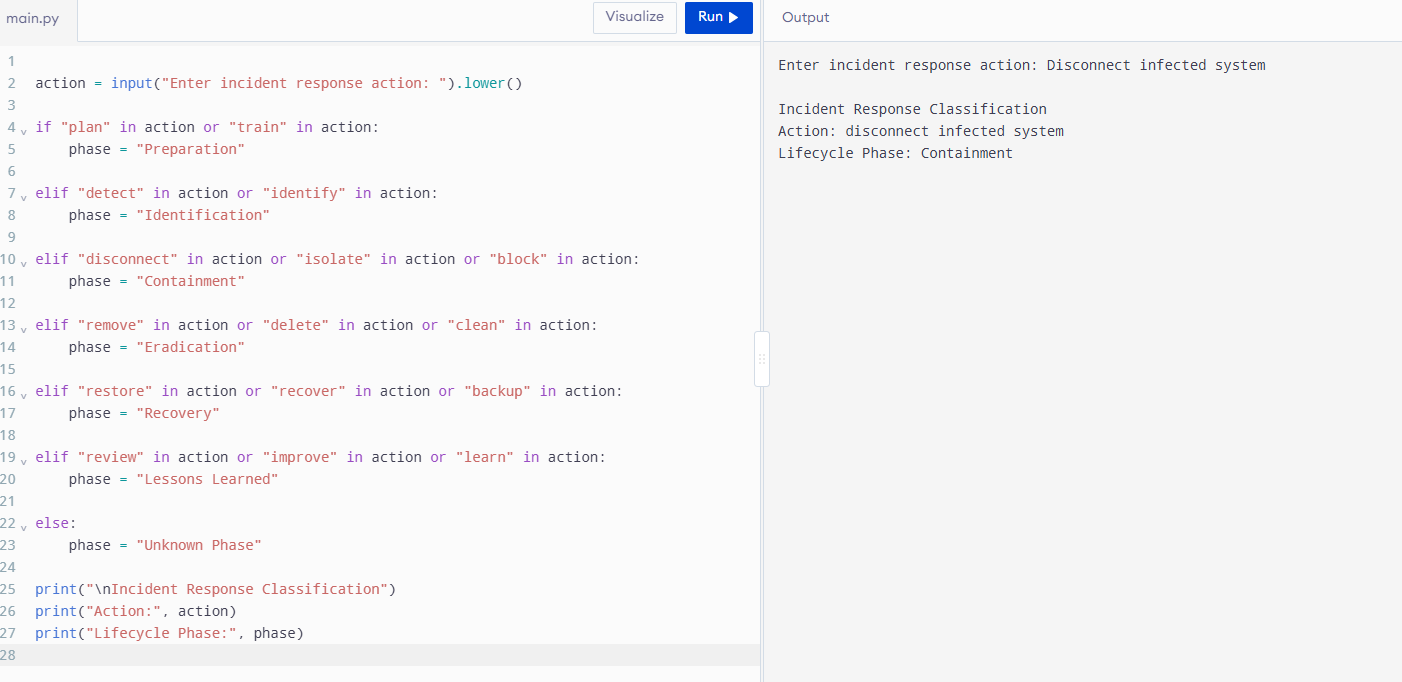 main.py
Visualize
Run
Output
1
2 action = input("Enter incident response action: ").lower()
3
4 if "plan" in action or "train" in action:
5     phase = "Preparation"
6
7 elif "detect" in action or "identify" in action:
8     phase = "Identification"
9
10 elif "disconnect" in action or "isolate" in action or "block" in action:
11     phase = "Containment"
12
13 elif "remove" in action or "delete" in action or "clean" in action:
14     phase = "Eradication"
15
16 elif "restore" in action or "recover" in action or "backup" in action:
17     phase = "Recovery"
18
19 elif "review" in action or "improve" in action or "learn" in action:
20     phase = "Lessons Learned"
21
22 else:
23     phase = "Unknown Phase"
24
25 print("\nIncident Response Classification")
26 print("Action:", action)
27 print("Lifecycle Phase:", phase)
28
Enter incident response action: Disconnect infected system
Incident Response Classification
Action: disconnect infected system
Lifecycle Phase: Containment